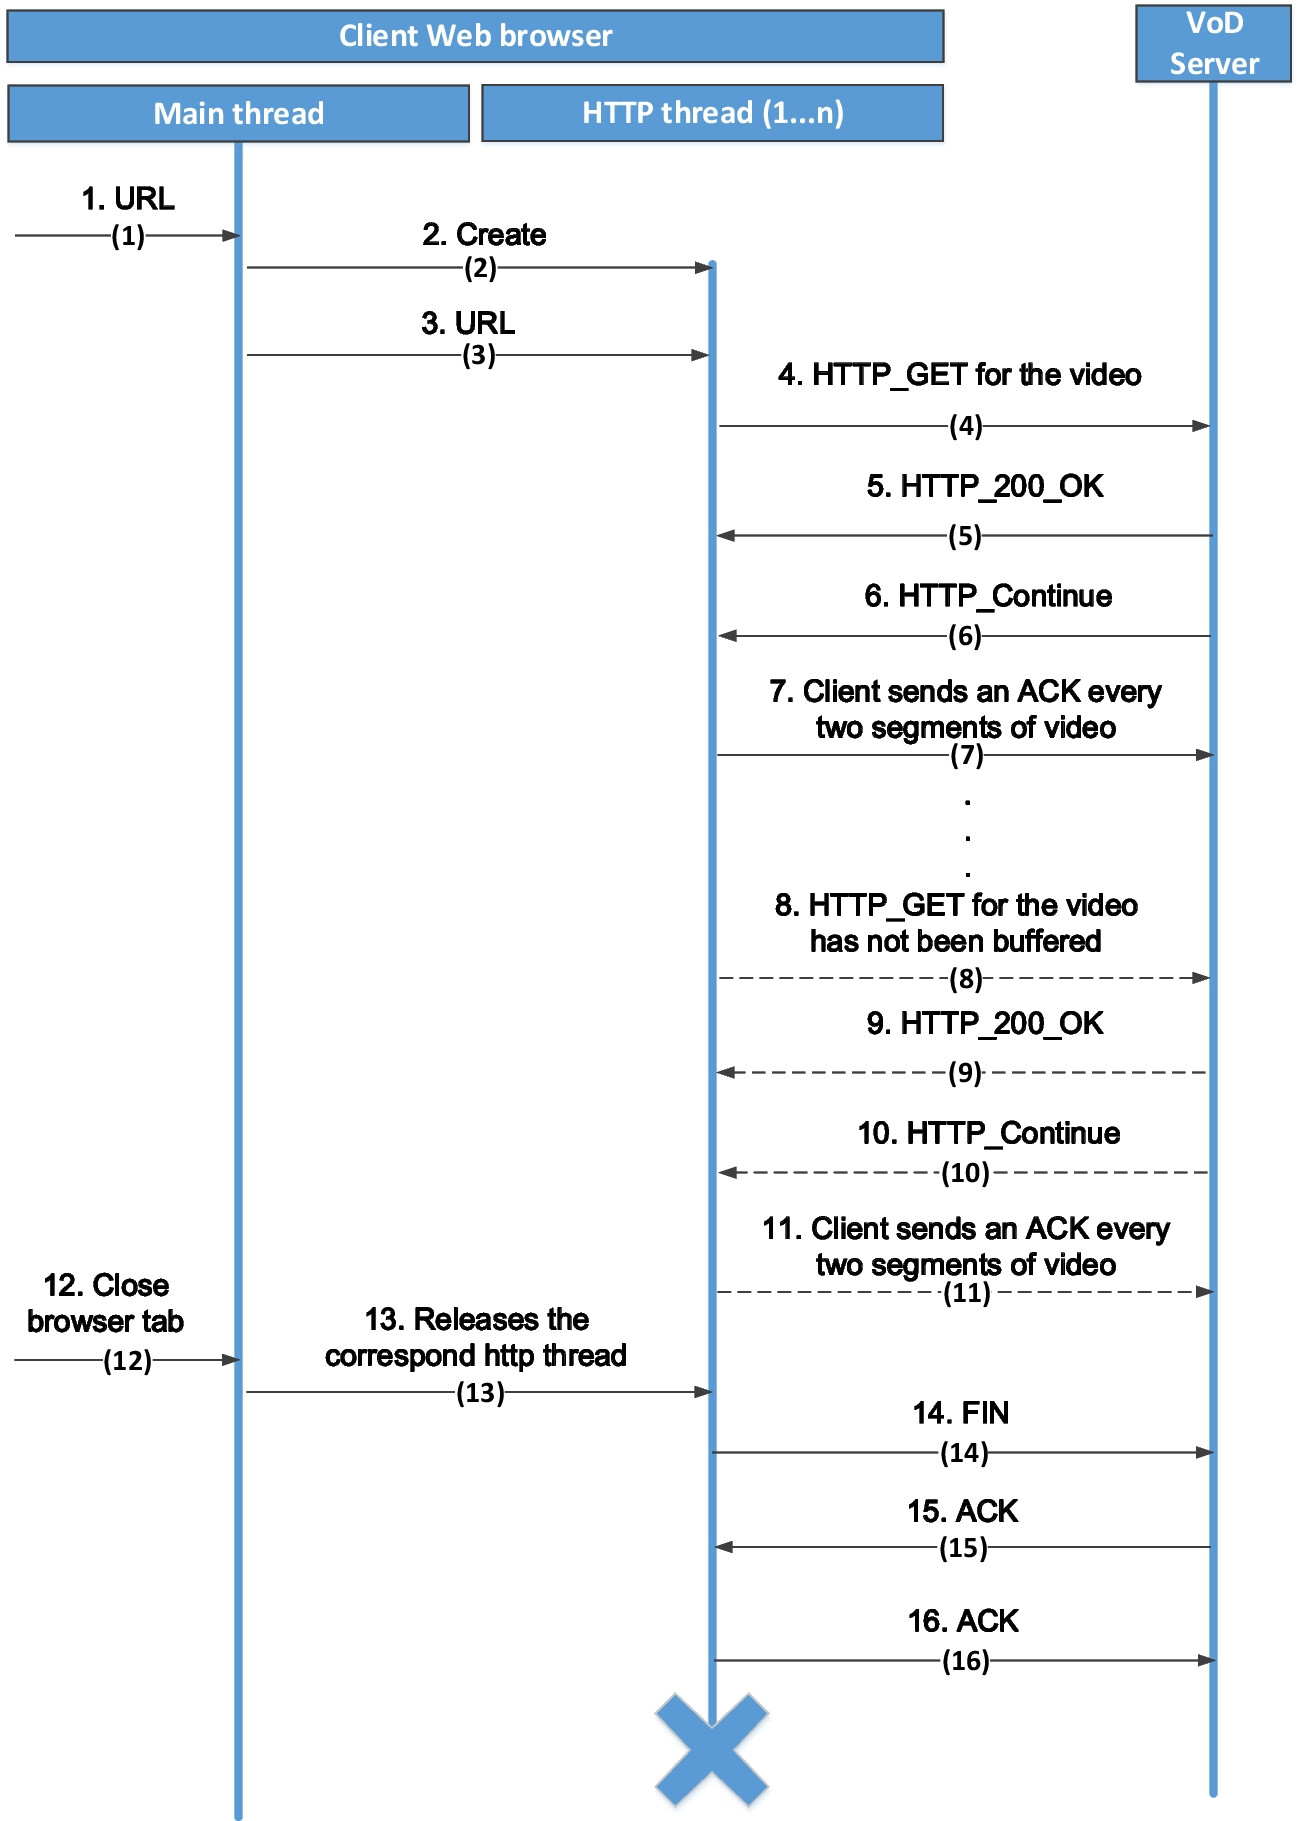 Client Web browser
VoD
Server
Main thread
HTTP thread (1...n)
1. URL
(1)
2. Create
(2)
3. URL
(3)
4. HTTP_GET for the video
(4)
5. HTTP_200_OK
(5)
6. HTTP_Continue
(6)
7. Client sends an ACK every
two segments of video
(7)
.
.
.
8. HTTP_GET for the video
has not been buffered
(8)
9. HTTP_200_OK
(9)
10. HTTP_Continue
(10)
11. Client sends an ACK every
two segments of video
(11)
12. Close
browser tab
(12)
13. Releases the
correspond http thread
(13)
14. FIN
(14)
15. ACK
(15)
16. ACK
(16)